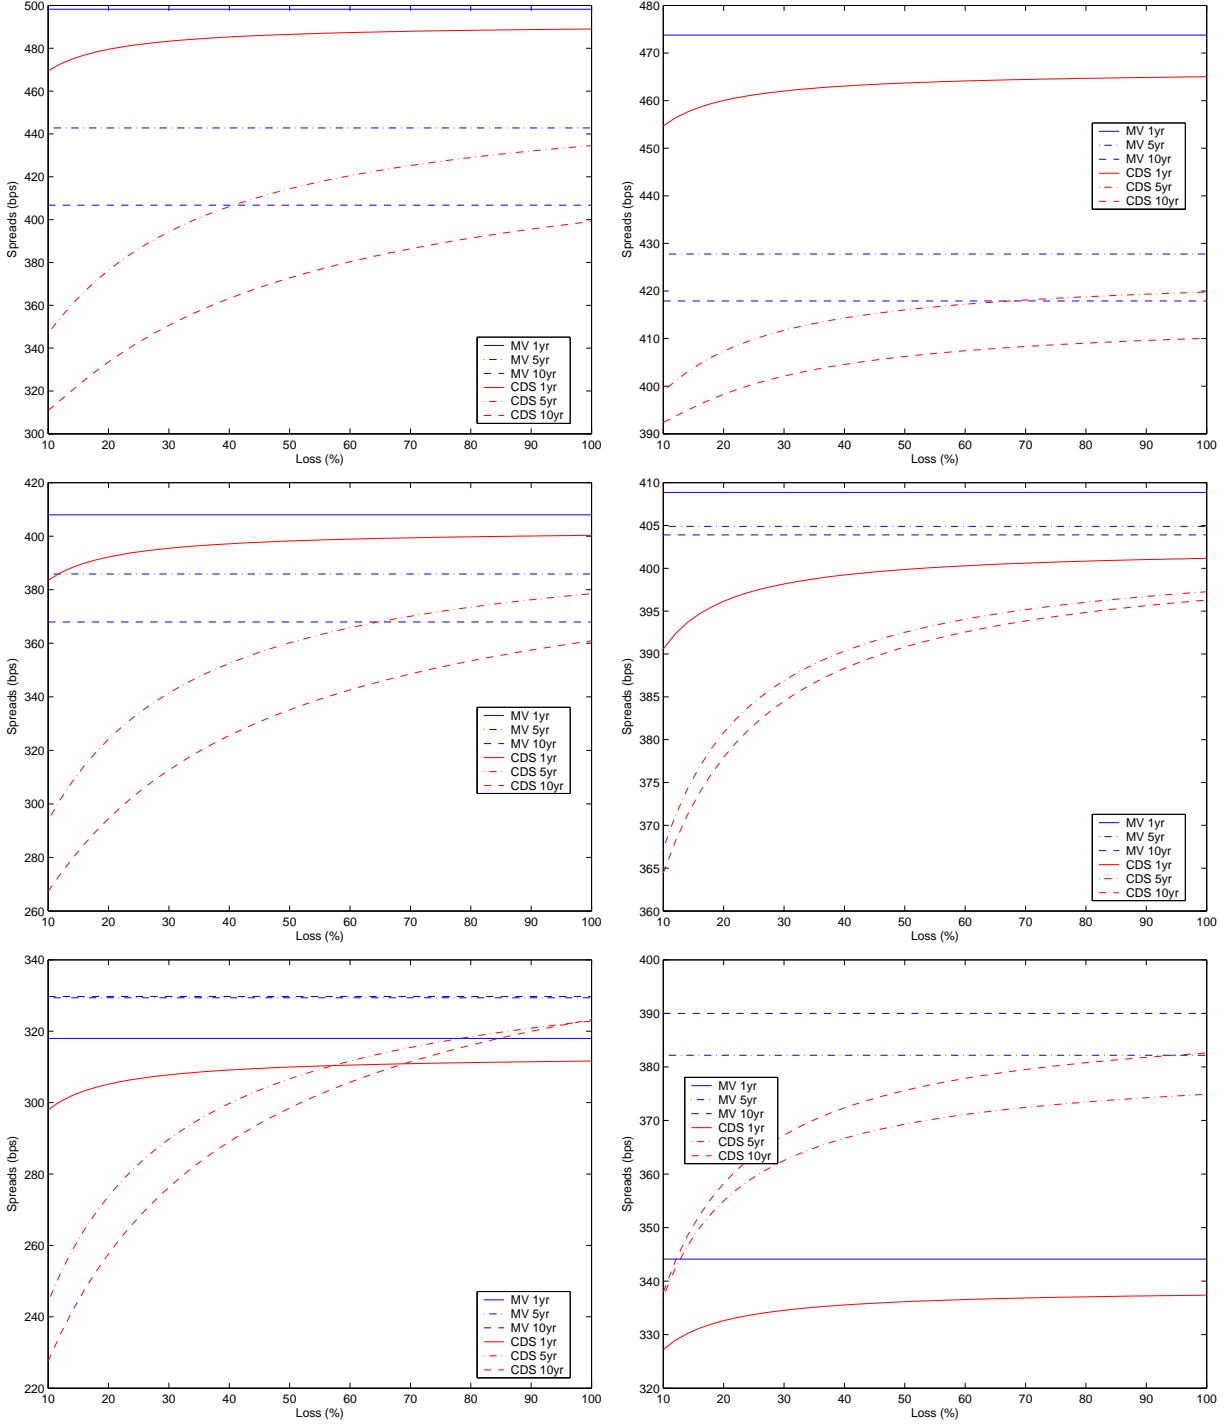 500
480
460
440
420
400
380
360
340
320
300
Spreads (bps)
10 20 30 40 50 60 70 80 90 100
Loss (%)
MV 1yr
MV 5yr
MV 10yr
CDS 1yr
CDS 5yr
CDS 10yr
480
470
460
450
440
430
420
410
400
390
Spreads (bps)
10 20 30 40 50 60 70 80 90 100
Loss (%)
MV 1yr
MV 5yr
MV 10yr
CDS 1yr
CDS 5yr
CDS 10yr
420
400
380
360
340
320
300
280
260
Spreads (bps)
10 20 30 40 50 60 70 80 90 100
Loss (%)
MV 1yr
MV 5yr
MV 10yr
CDS 1yr
CDS 5yr
CDS 10yr
410
405
400
395
390
385
380
375
370
365
360
Spreads (bps)
10 20 30 40 50 60 70 80 90 100
Loss (%)
MV 1yr
MV 5yr
MV 10yr
CDS 1yr
CDS 5yr
CDS 10yr
340
320
300
280
260
240
220
Spreads (bps)
10 20 30 40 50 60 70 80 90 100
Loss (%)
MV 1yr
MV 5yr
MV 10yr
CDS 1yr
CDS 5yr
CDS 10yr
400
390
380
370
360
350
340
330
320
Spreads (bps)
10 20 30 40 50 60 70 80 90 100
Loss (%)
MV 1yr
MV 5yr
MV 10yr
CDS 1yr
CDS 5yr
CDS 10yr